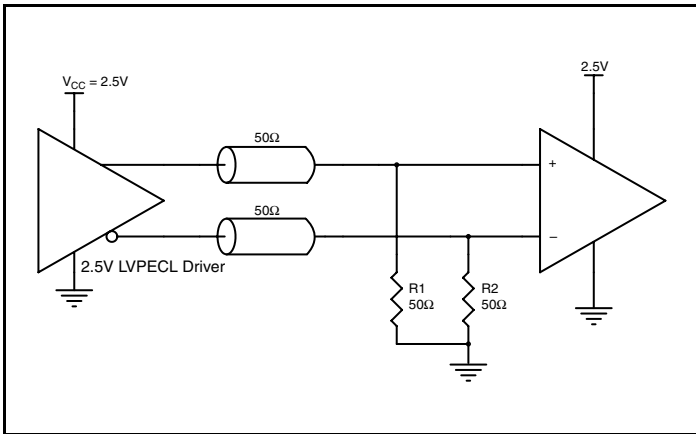 V_CC = 2.5V
2.5V
50Ω
+
50Ω
−
2.5V LVPECL Driver
R1
50Ω
R2
50Ω